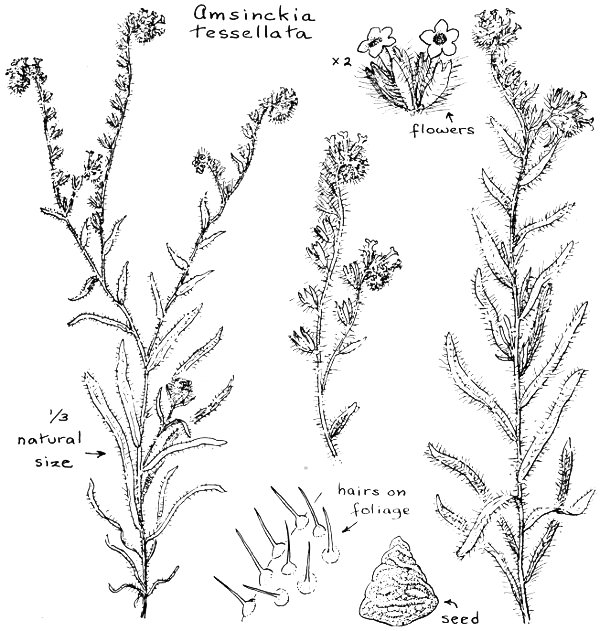 Amsinckia
tessellata
x2
flowers
1/3
natural
size
hairs on
foliage
seed